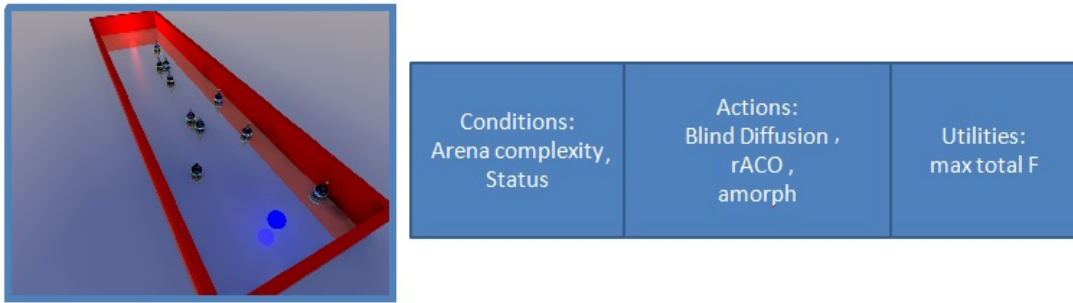 Conditions:
Arena complexity,
Status
Actions:
Blind Diffusion ,
rACO ,
amorph
Utilities:
max total F